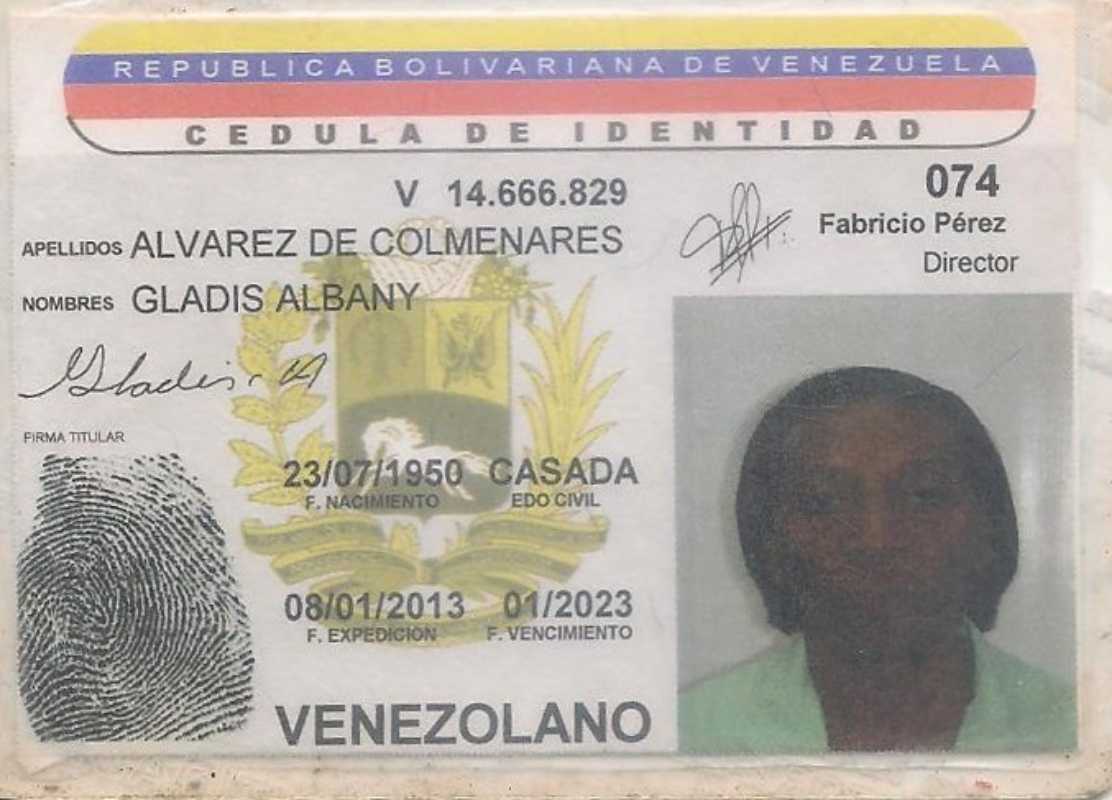 REPUBLICA BOLIVARIANA DE VENEZUELA
CEDULA DE IDENTIDAD
V 14.666.829
074
Fabricio Pérez
Director
APELLIDOS ALVAREZ DE COLMENARES
NOMBRES GLADIS ALBANY
Gladis A
FIRMA TITULAR
23/07/1950 CASADA
F. NACIMIENTO EDO CIVIL
08/01/2013 01/2023
F. EXPEDICION F. VENCIMIENTO
VENEZOLANO